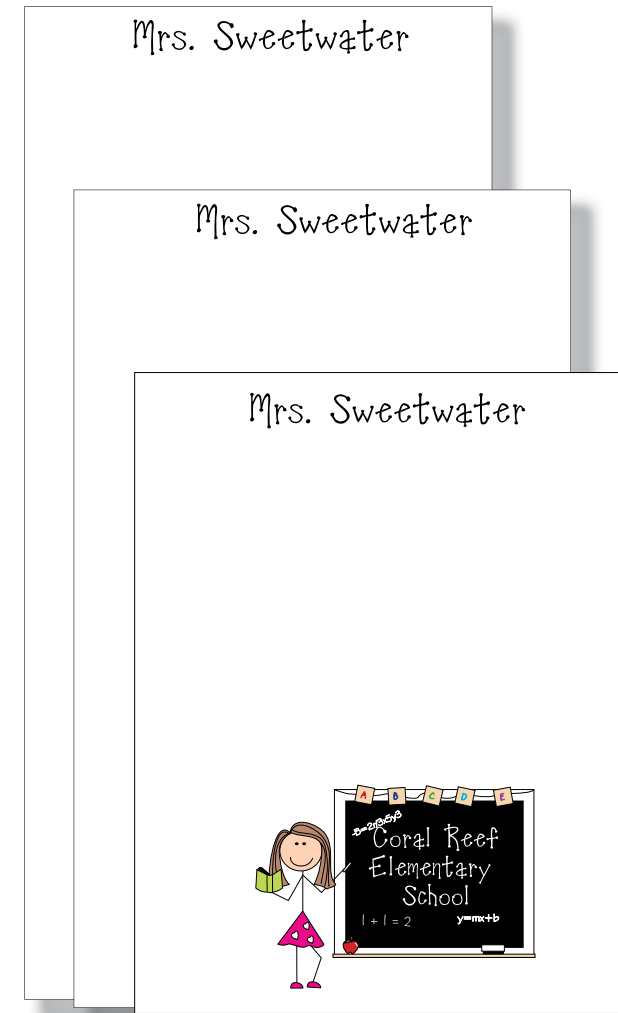 Mrs. Sweetwater
Mrs. Sweetwater
Mrs. Sweetwater
A B C D E
Coral Reef
Elementary
School
1 + 1 = 2
y=mx+b